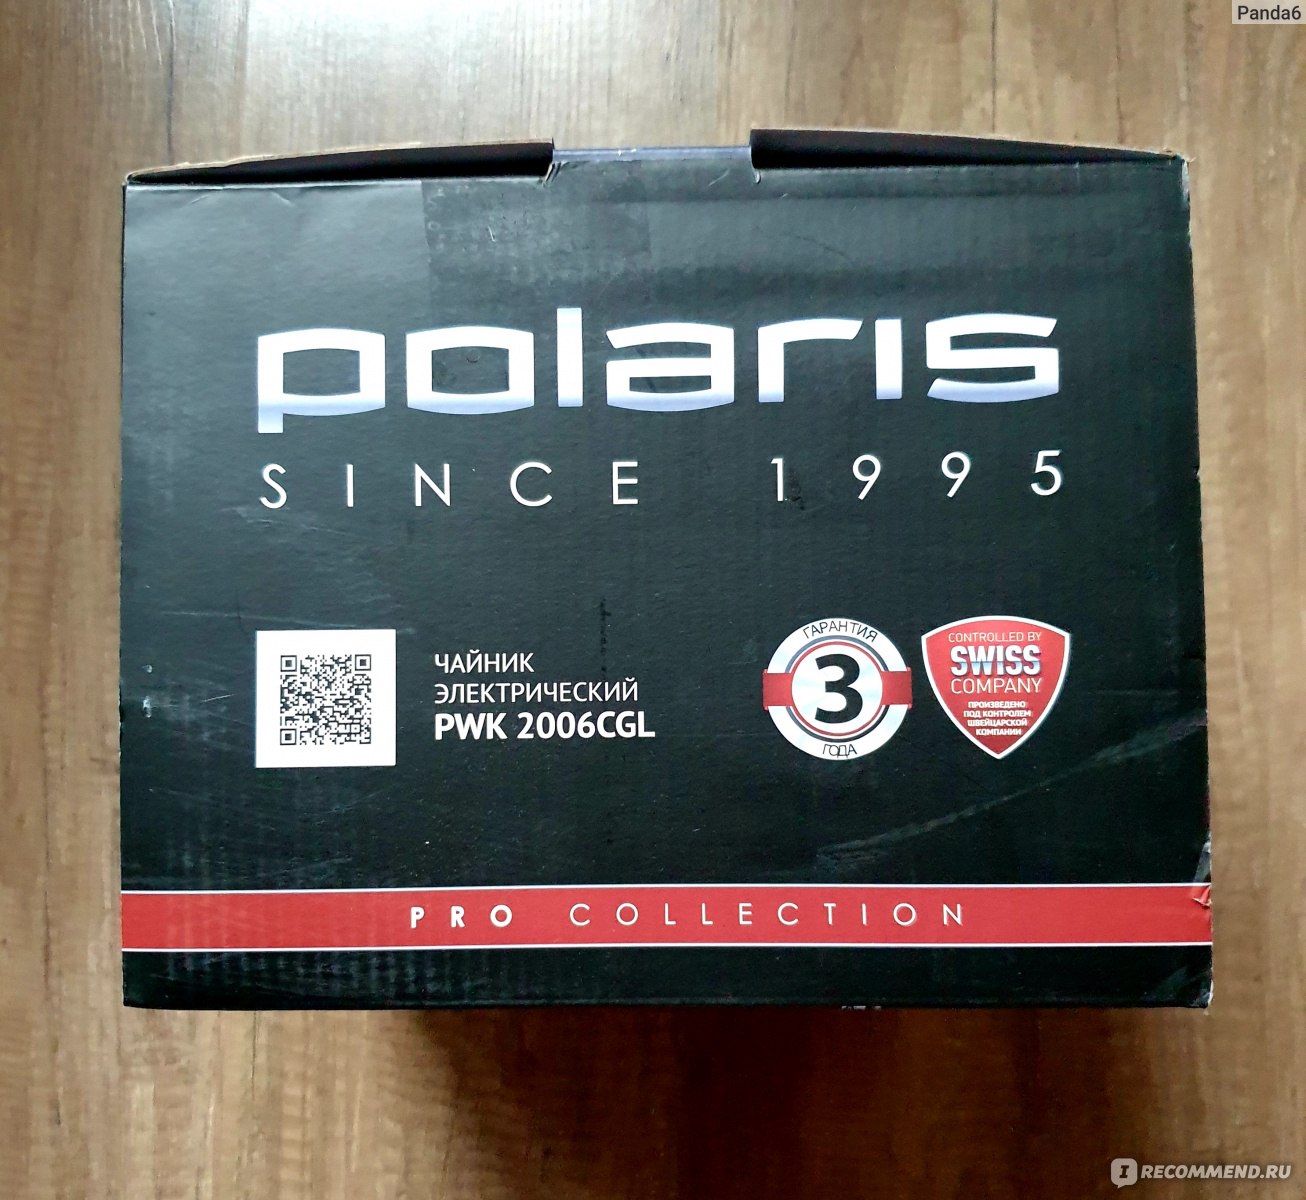 Panda6
polaris
SINCE 1995
ЧАЙНИК
ЭЛЕКТРИЧЕСКИЙ
PWK 2006CGL
ГАРАНТИЯ
3
ГОДА
CONTROLLED BY
SWISS
COMPANY
ПРОИЗВЕДЕНО
ПОД КОНТРОЛЕМ
ШВЕЙЦАРСКОЙ
КОМПАНИИ
PRO COLLECTION
IRECOMMEND.RU